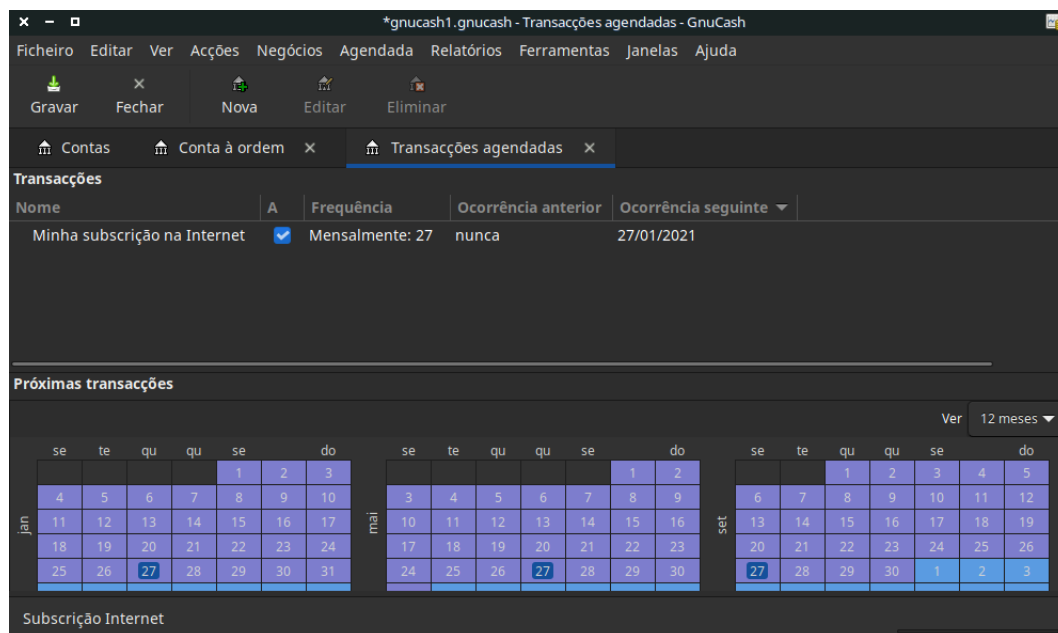 *gnucash1.gnucash - Transacções agendadas - GnuCash
Ficheiro Editar Ver Acções Negócios Agendada Relatórios Ferramentas Janelas Ajuda
Gravar Fechar Nova Editar Eliminar
Contas Conta à ordem Transacções agendadas
Transacções
Nome A Frequência Ocorrência anterior Ocorrência seguinte
Minha subscrição na Internet Mensalmente: 27 nunca 27/01/2021
Próximas transacções
Ver 12 meses
se te qu qu se do se te qu qu se do se te qu qu se do
1 2 3 1 2 1 2 3 4 5
4 5 6 7 8 9 10 3 4 5 6 7 8 9 6 7 8 9 10 11 12
jan 11 12 13 14 15 16 17 mai 10 11 12 13 14 15 16 set 13 14 15 16 17 18 19
18 19 20 21 22 23 24 17 18 19 20 21 22 23 20 21 22 23 24 25 26
25 26 27 28 29 30 31 24 25 26 27 28 29 30 27 28 29 30 1 2 3
Subscrição Internet